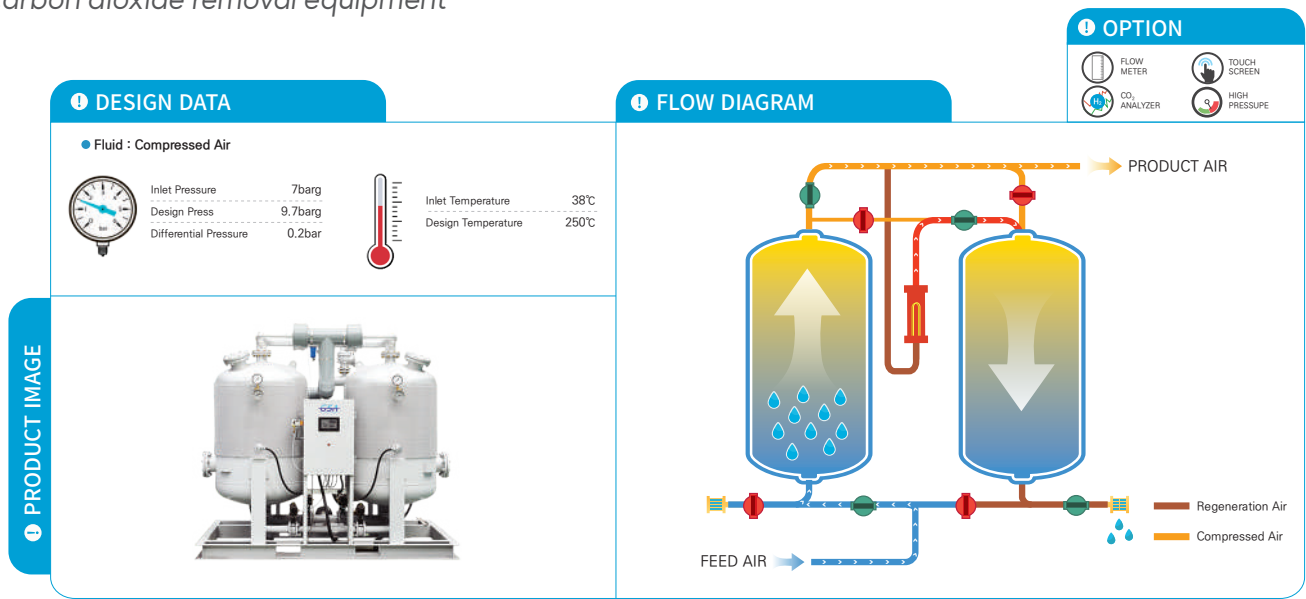 arbon dioxide removal equipment
OPTION
FLOW
METER
TOUCH
SCREEN
CO₂
ANALYZER
H₂
HIGH
PRESSUPE
DESIGN DATA
Fluid : Compressed Air
bar
Inlet Pressure 7barg
Design Press 9.7barg
Differential Pressure 0.2bar
Inlet Temperature 38℃
Design Temperature 250℃
PRODUCT IMAGE
FLOW DIAGRAM
PRODUCT AIR
FEED AIR
Regeneration Air
Compressed Air